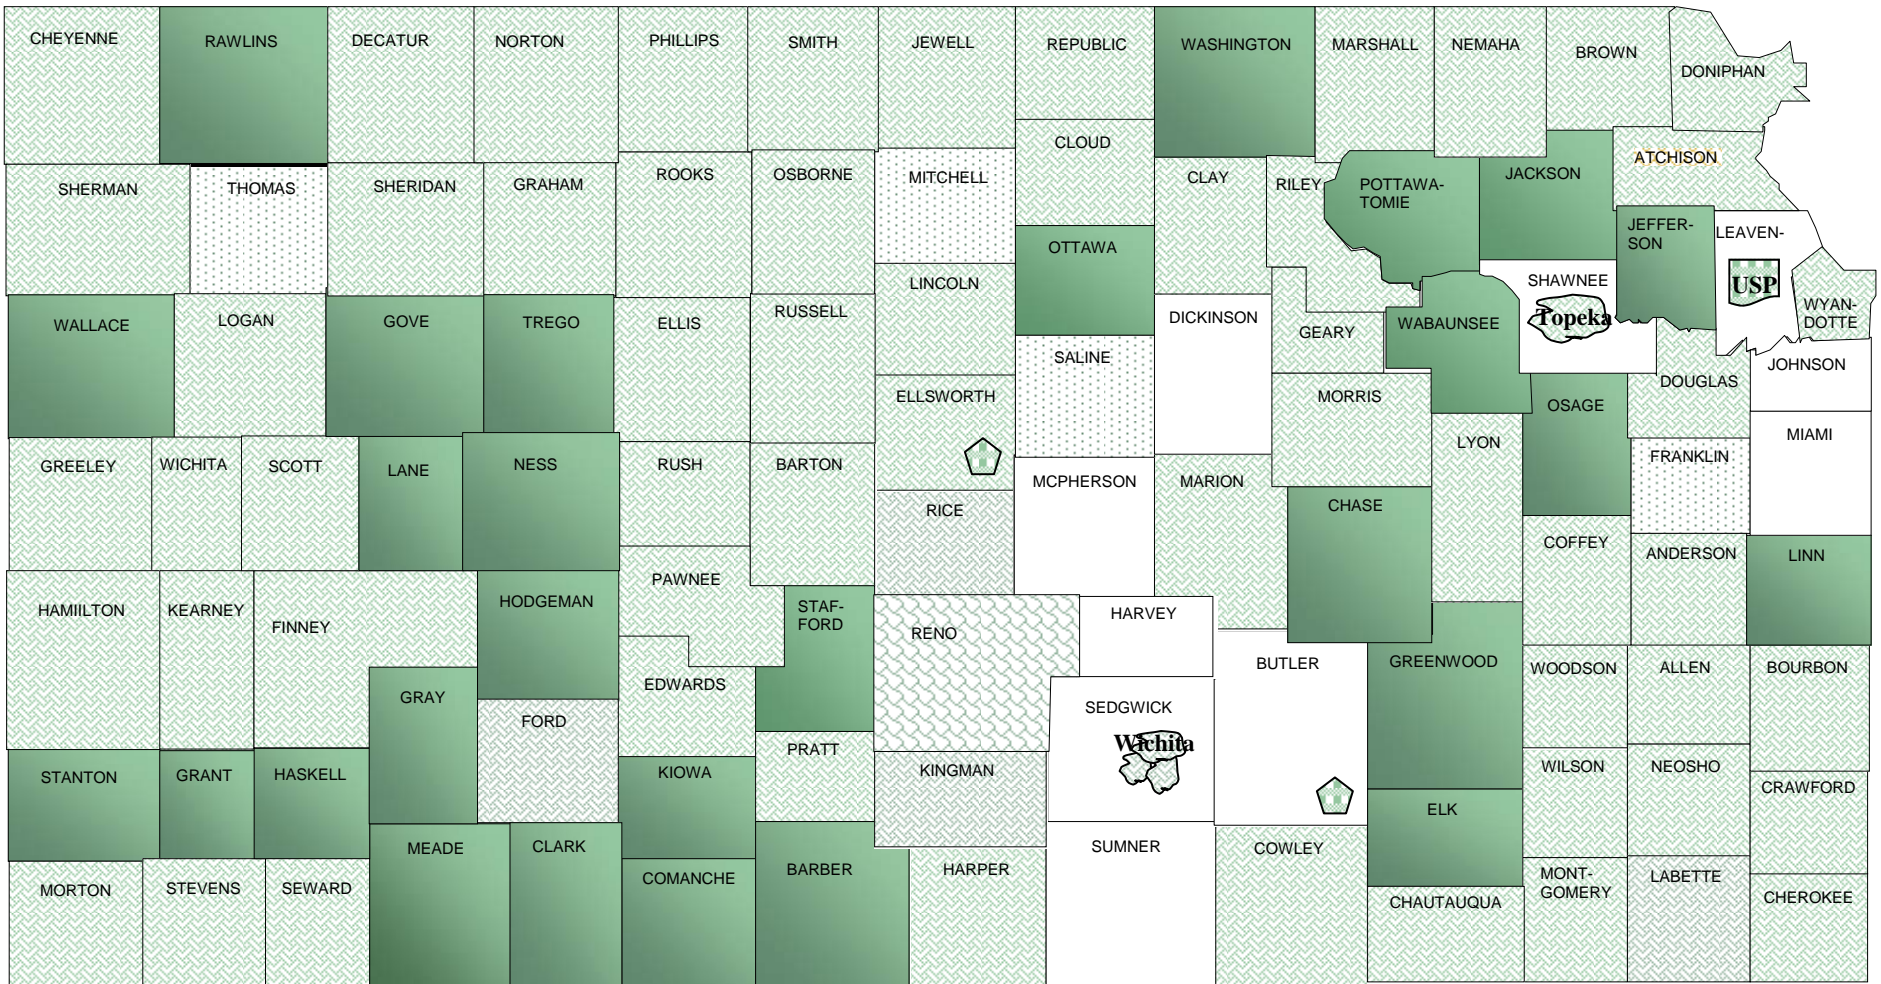 CHEYENNE
RAWLINS
DECATUR
NORTON
PHILLIPS
SMITH
JEWELL
REPUBLIC
WASHINGTON
MARSHALL
NEMAHA
BROWN
DONIPHAN
CLOUD
ATCHISON
SHERMAN
THOMAS
SHERIDAN
GRAHAM
ROOKS
OSBORNE
MITCHELL
CLAY
RILEY
POTTAWA-
TOMIE
JACKSON
JEFFER-
SON
LEAVEN-
OTTAWA
LINCOLN
SHAWNEE
Topeka
USP
WYAN-
DOTTE
WALLACE
LOGAN
GOVE
TREGO
ELLIS
RUSSELL
DICKINSON
GEARY
WABAUNSEE
SALINE
DOUGLAS
JOHNSON
ELLSWORTH
MORRIS
OSAGE
MIAMI
GREELEY
WICHITA
SCOTT
LANE
NESS
RUSH
BARTON
LYON
FRANKLIN
RICE
MCPHERSON
MARION
CHASE
COFFEY
ANDERSON
LINN
HAMIILTON
KEARNEY
FINNEY
HODGEMAN
PAWNEE
STAF-
FORD
RENO
HARVEY
BUTLER
GREENWOOD
WOODSON
ALLEN
BOURBON
GRAY
FORD
EDWARDS
SEDGWICK
Wichita
PRATT
KINGMAN
STANTON
GRANT
HASKELL
KIOWA
WILSON
NEOSHO
CRAWFORD
ELK
MEADE
CLARK
COMANCHE
BARBER
HARPER
SUMNER
COWLEY
MORTON
STEVENS
SEWARD
CHAUTAUQUA
MONT-
GOMERY
LABETTE
CHEROKEE